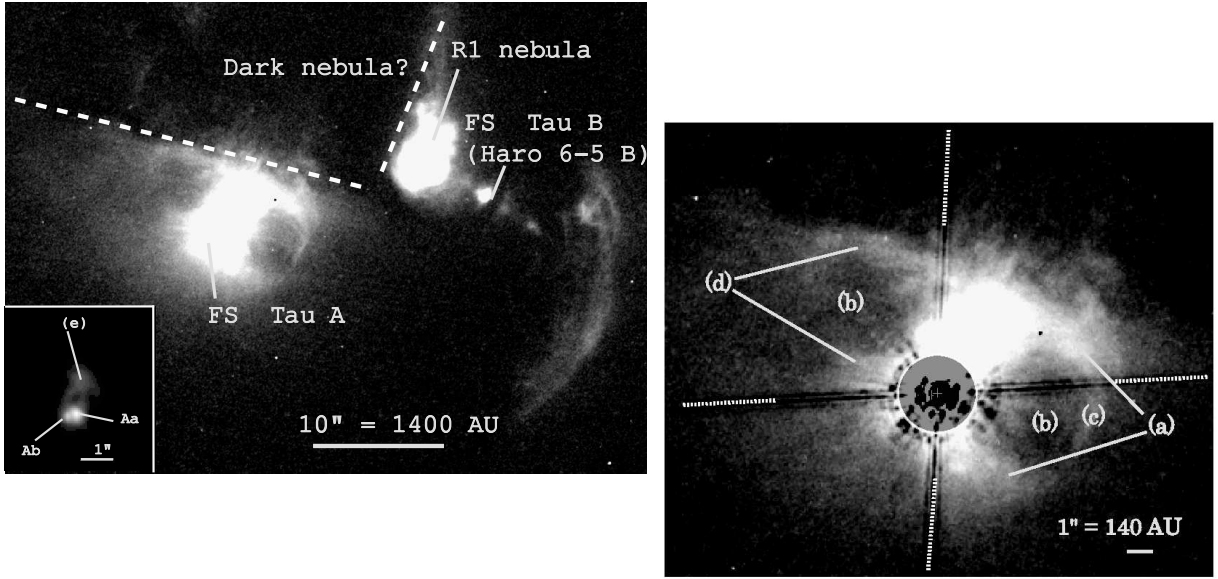 R1 nebula
Dark nebula?
FS Tau B
(Haro 6-5 B)
FS Tau A
10" = 1400 AU
(e)
Aa
Ab
1"
(d)
(b)
(b)
(c)
(a)
1" = 140 AU